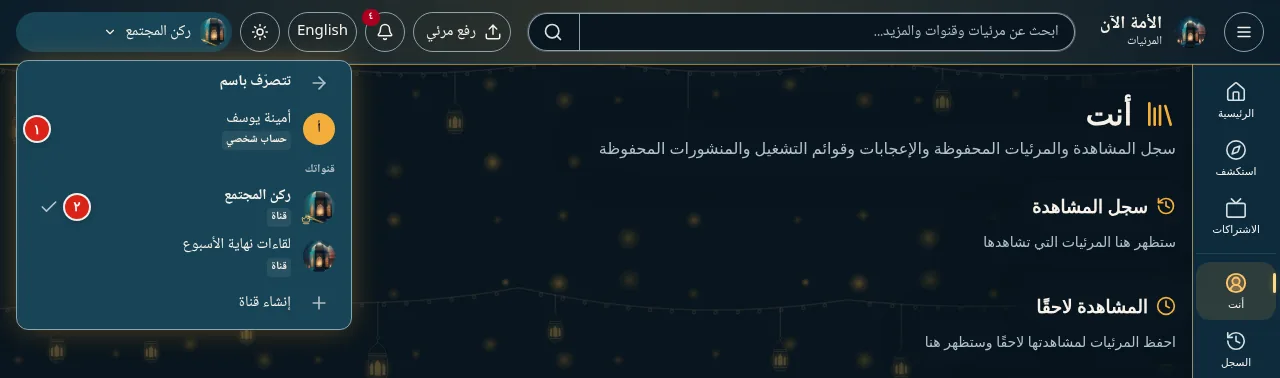 الأمة الآن
المرئيات
ابحث عن مرئيات وقنوات والمزيد...
رفع مرئي
٤
English
ركن المجتمع
تتصرّف باسم
أ
أمينة يوسف
حساب شخصي
١
قنواتك
ركن المجتمع
قناة
٢
لقاءات نهاية الأسبوع
قناة
إنشاء قناة
الرئيسية
استكشف
الاشتراكات
أنت
السجل
أنت
سجل المشاهدة والمرئيات المحفوظة والإعجابات وقوائم التشغيل والمنشورات المحفوظة
سجل المشاهدة
ستظهر هنا المرئيات التي تشاهدها
المشاهدة لاحقًا
احفظ المرئيات لمشاهدتها لاحقًا وستظهر هنا